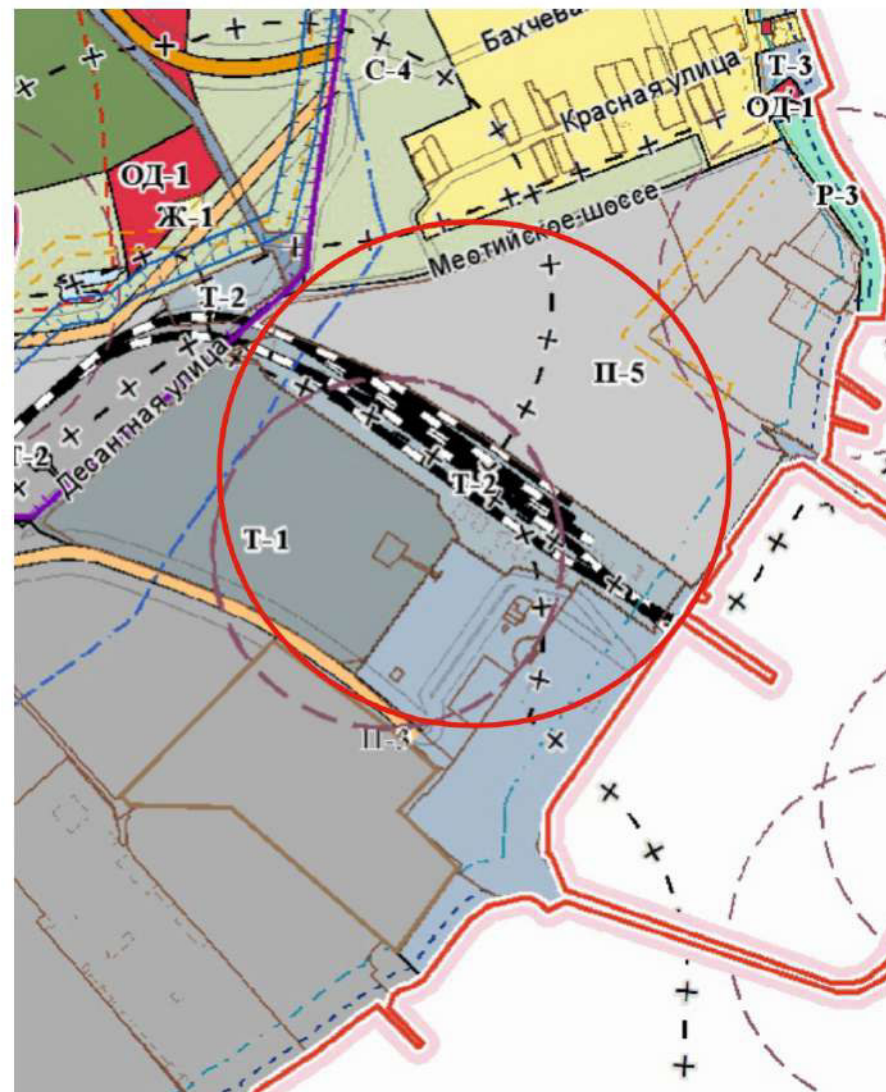 Бахчевая
Т-3
С-4
Красная улица
ОД-1
ОД-1
Р-3
Ж-1
Меотийское шоссе
Т-2
П-5
Десантная улица
Т-2
Т-2
Т-1
П-3